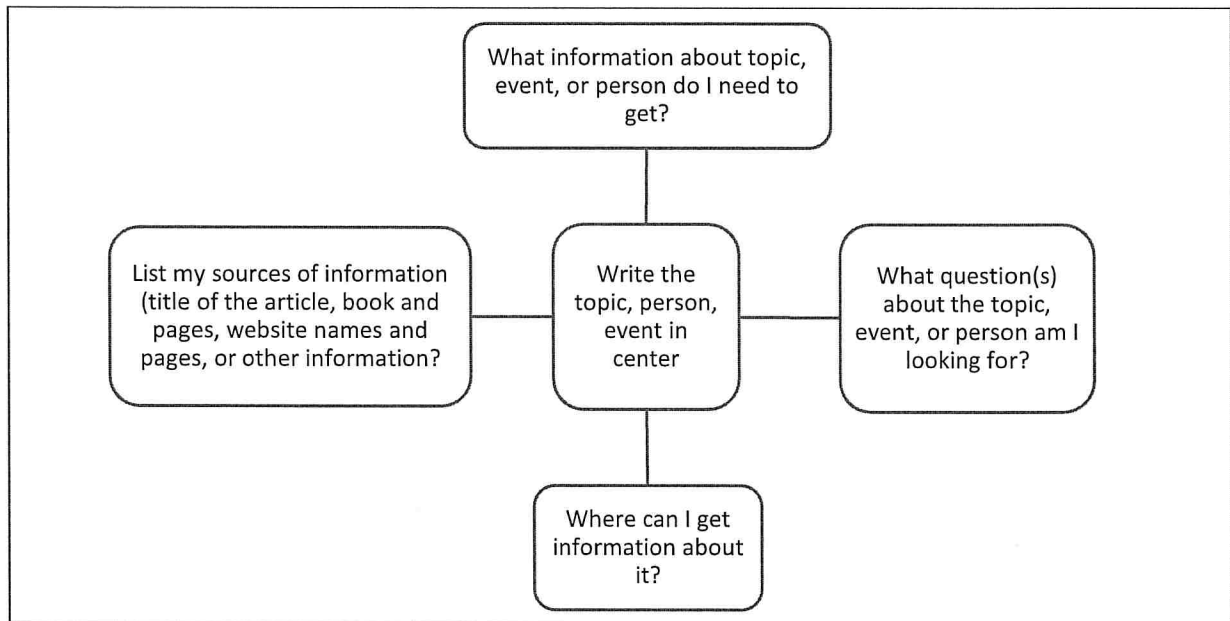 What information about topic,
event, or person do I need to
get?
List my sources of information
(title of the article, book and
pages, website names and
pages, or other information?
Write the
topic, person,
event in
center
What question(s)
about the topic,
event, or person am I
looking for?
Where can I get
information about
it?